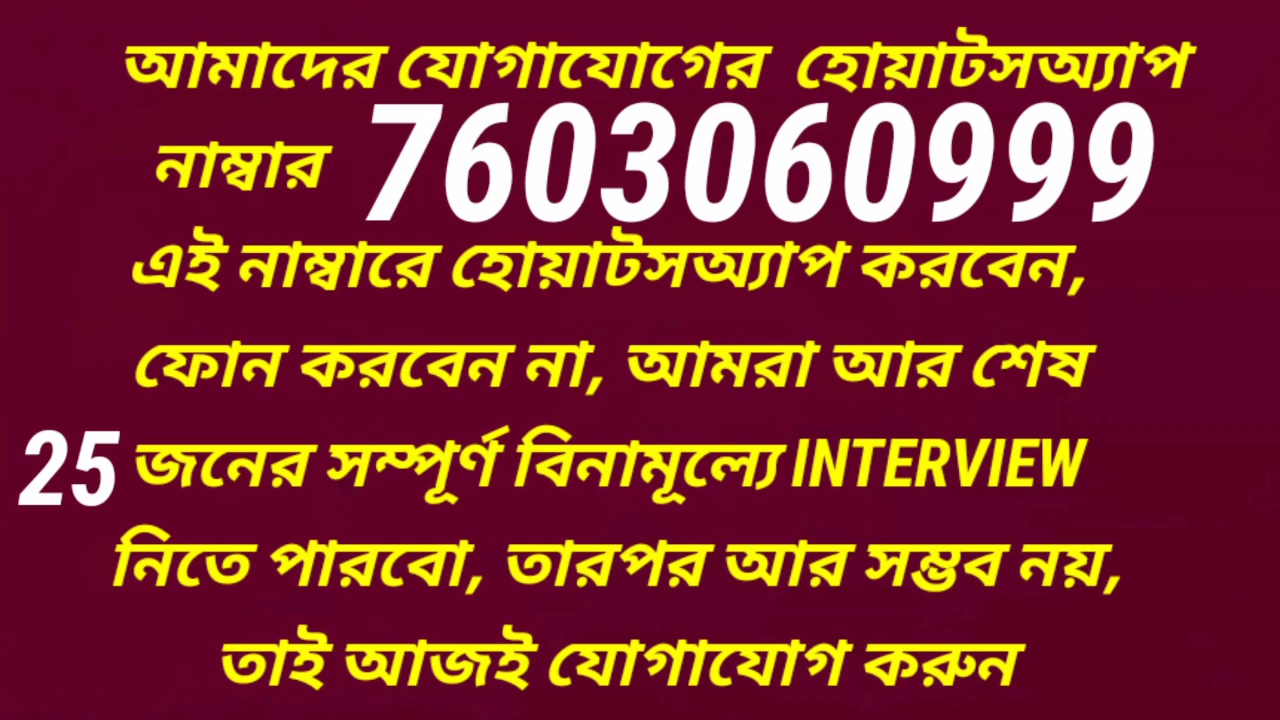 আমাদের যোগাযোগের হোয়াটসঅ্যাপ
নাম্বার 7603060999
এই নাম্বারে হোয়াটসঅ্যাপ করবেন,
ফোন করবেন না, আমরা আর শেষ
25 জনের সম্পূর্ণ বিনামূল্যে INTERVIEW
নিতে পারবো, তারপর আর সম্ভব নয়,
তাই আজই যোগাযোগ করুন